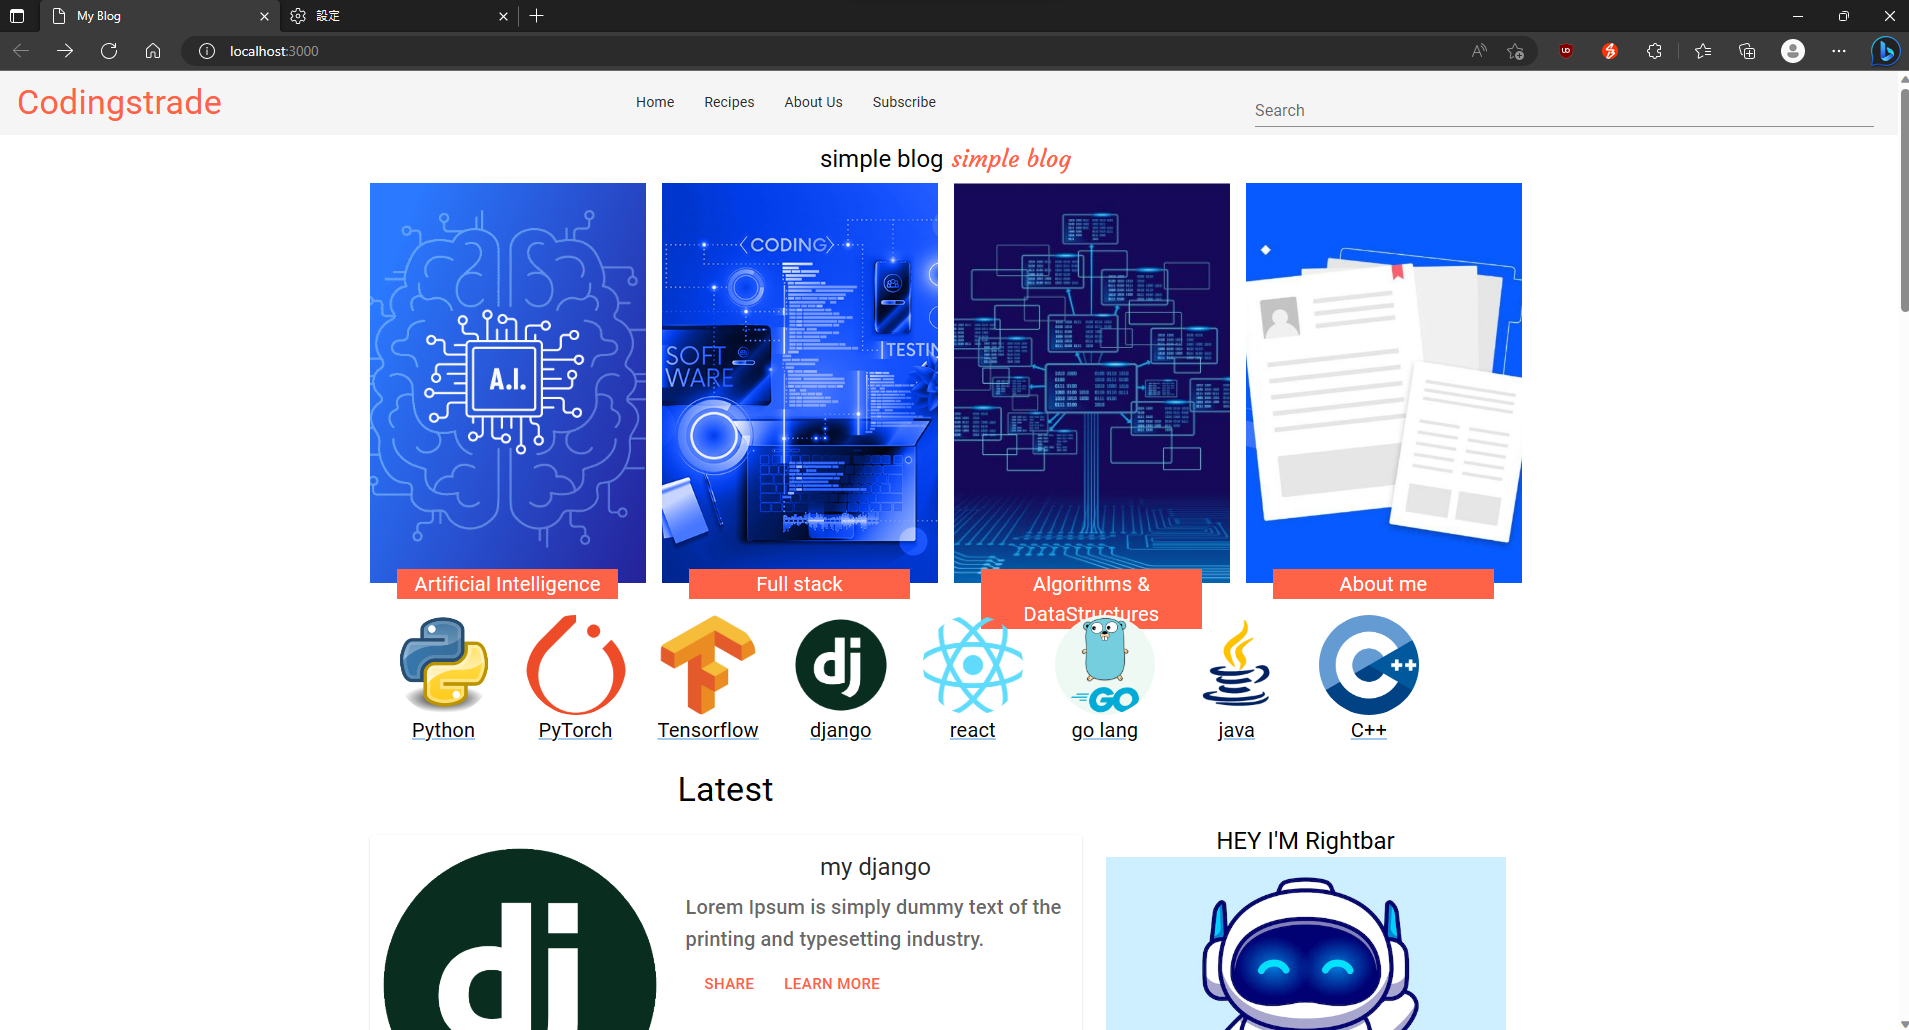 My Blog
設定
localhost:3000
Codingstrade
Home Recipes About Us Subscribe
Search
simple blog simple blog
A.I.
CODING
SOFT
WARE
TESTIN
Artificial Intelligence
Full stack
Algorithms &
DataStructures
About me
dj
GO
++
Python PyTorch Tensorflow django react go lang java C++
Latest
HEY I'M Rightbar
dj
my django
Lorem Ipsum is simply dummy text of the
printing and typesetting industry.
SHARE LEARN MORE